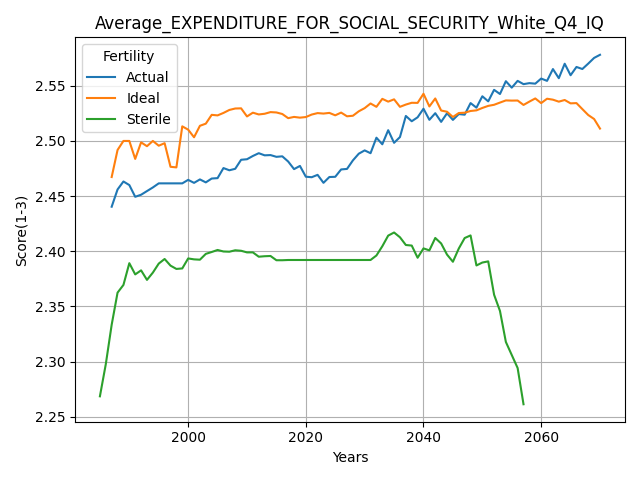 Average_EXPENDITURE_FOR_SOCIAL_SECURITY_White_Q4_IQ
Fertility
Actual
Ideal
Sterile
Score(1-3)
2.55
2.50
2.45
2.40
2.35
2.30
2.25
2000 2020 2040 2060
Years